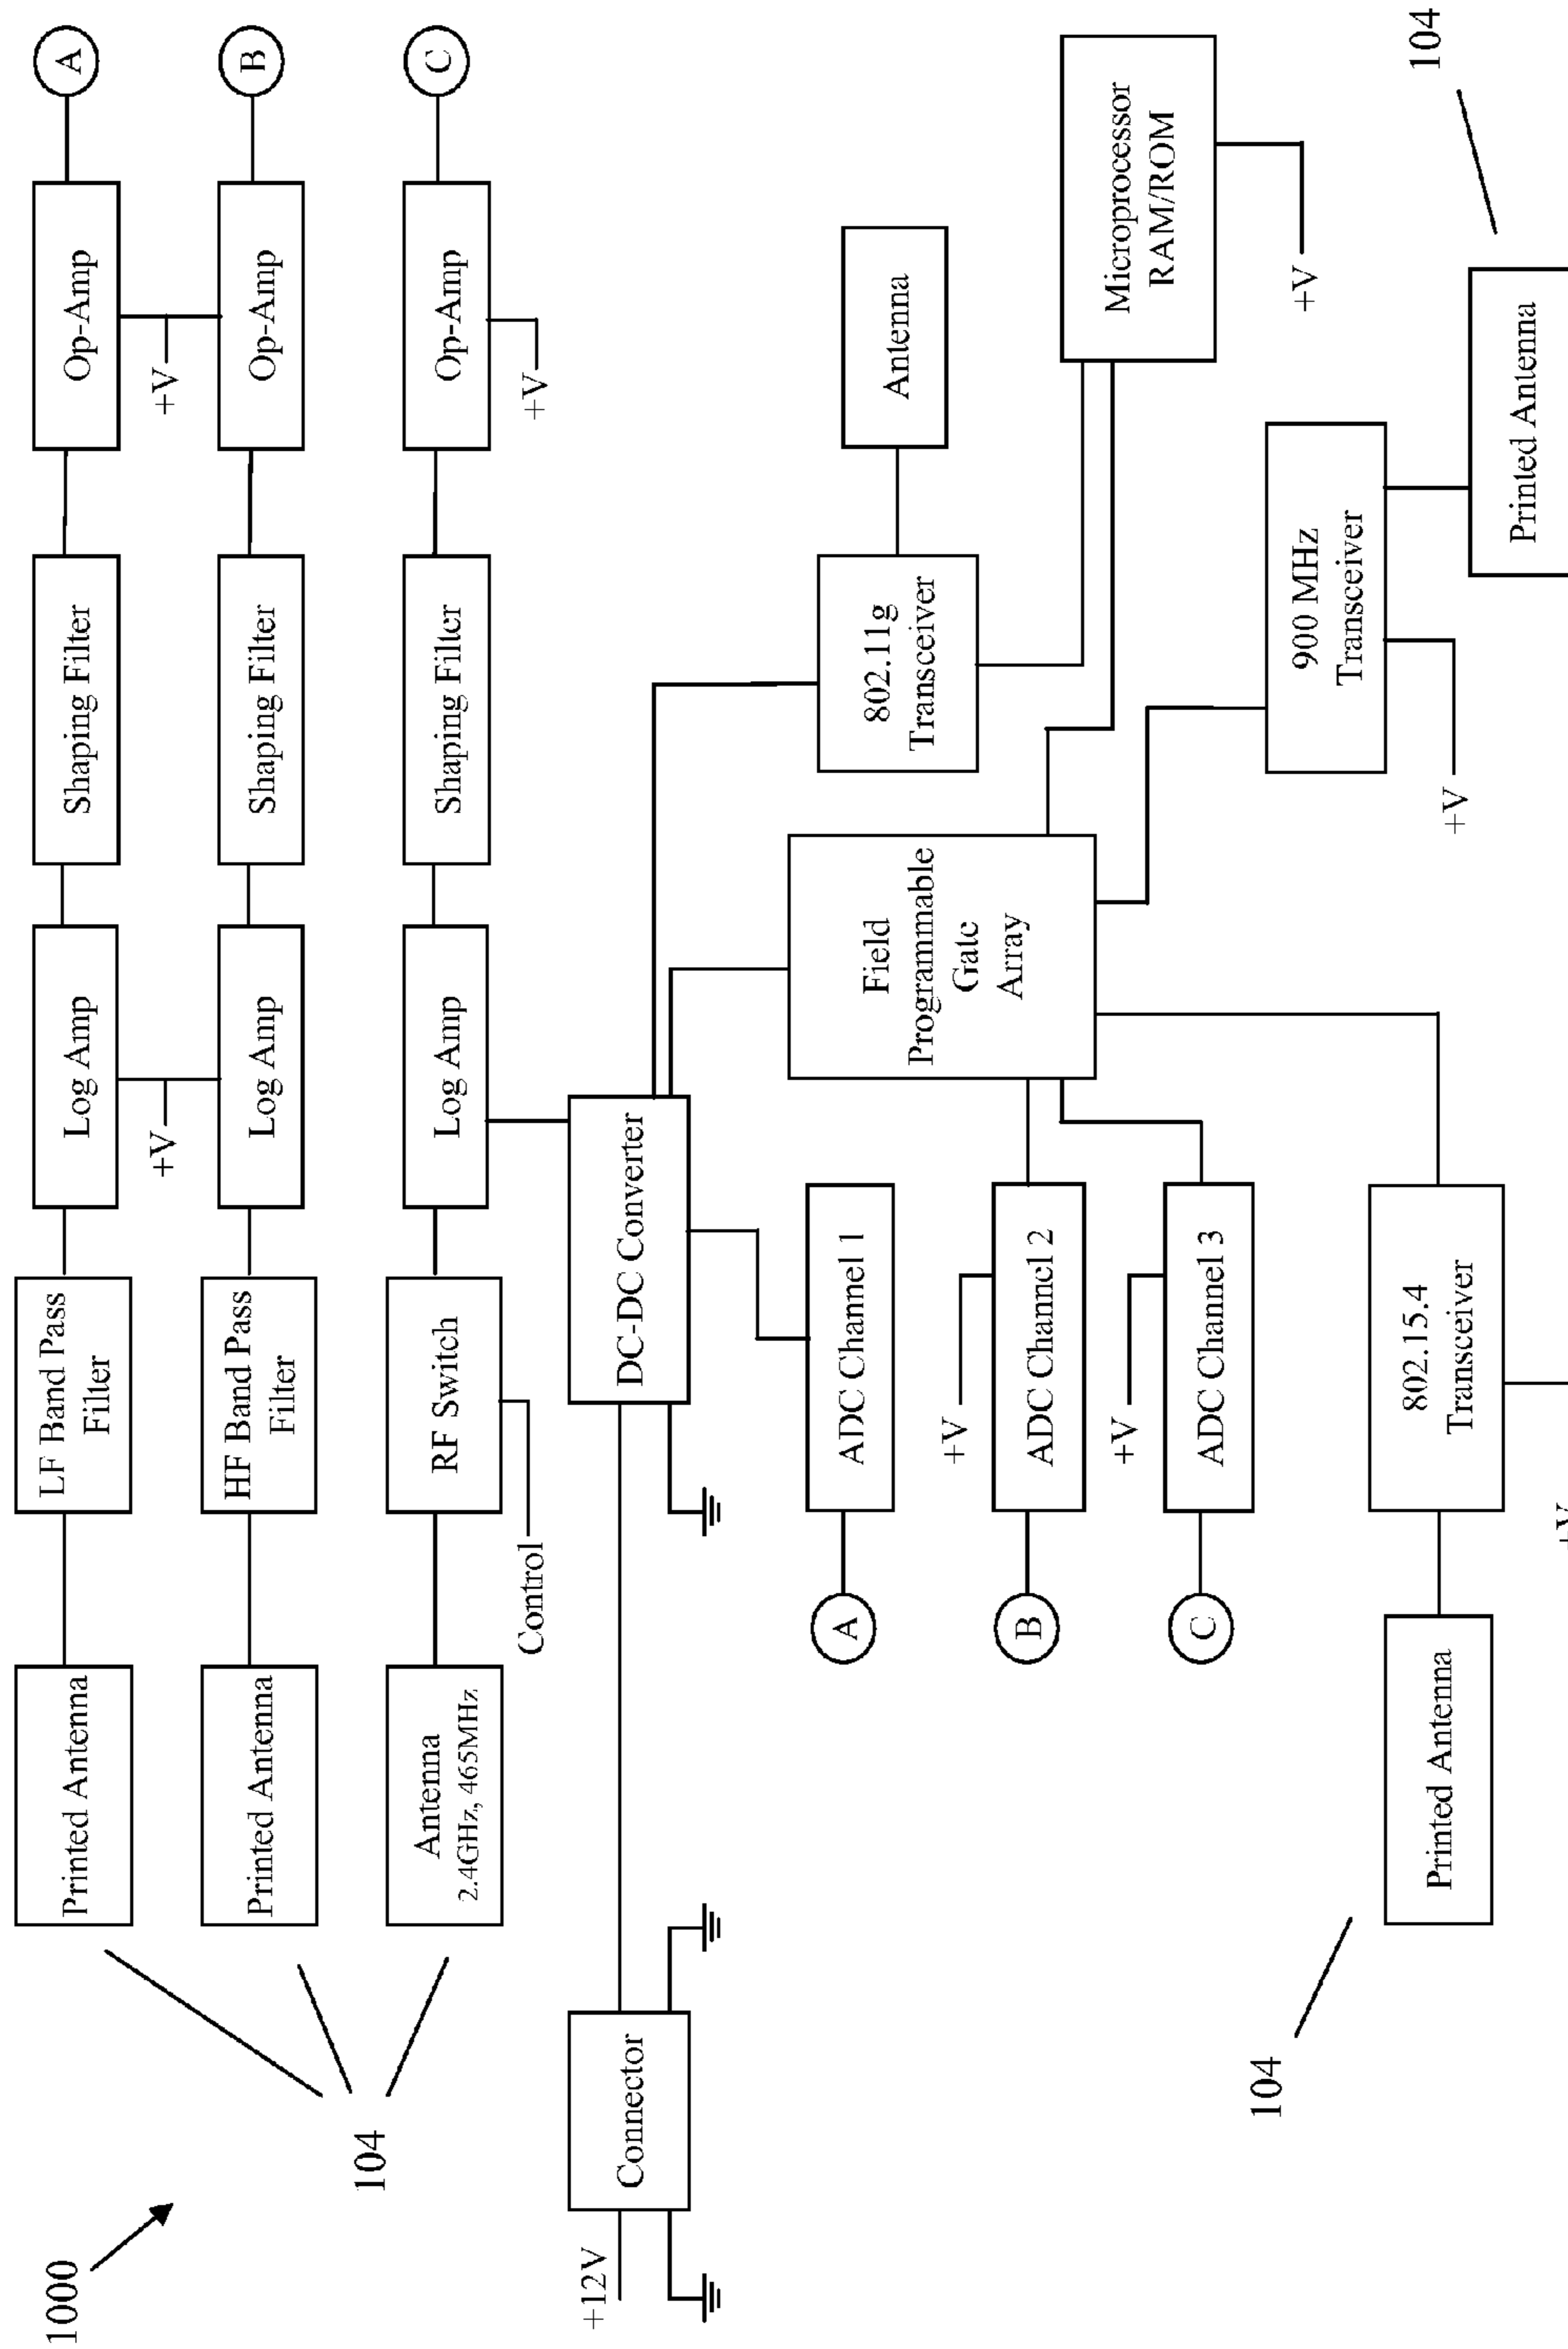 1000
104
Printed Antenna
LF Band Pass
Filter
Log Amp
Shaping Filter
Op-Amp
A
+V
+V
Printed Antenna
HF Band Pass
Filter
Log Amp
Shaping Filter
Op-Amp
B
Antenna
2.4GHz, 465MHz
RF Switch
Log Amp
Shaping Filter
Op-Amp
C
Control
+V
+12V
Connector
DC-DC Converter
A
ADC Channel 1
802.11g
Transceiver
Antenna
Field
Programmable
Gate
Array
+V
B
ADC Channel 2
Microprocessor
RAM/ROM
+V
C
ADC Channel 3
+V
104
Printed Antenna
802.15.4
Transceiver
+V
900 MHz
Transceiver
+V
Printed Antenna
104